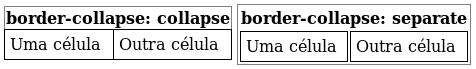 border-collapse: collapse
Uma célula Outra célula
border-collapse: separate
Uma célula Outra célula